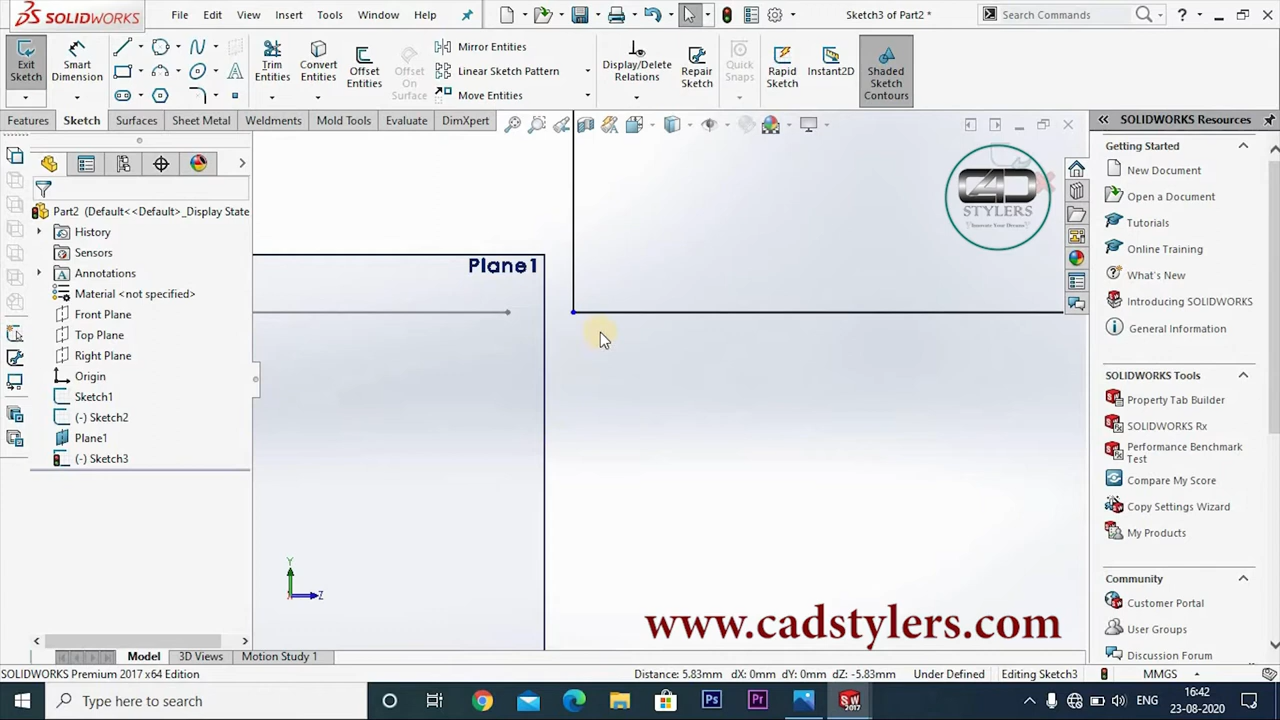 SOLIDWORKS File Edit View Insert Tools Window Help Sketch3 of Part2 * Search Commands
Exit Sketch Smart Dimension Trim Entities Convert Entities Offset Entities Offset On Surface Mirror Entities Linear Sketch Pattern Move Entities Display/Delete Relations Repair Sketch Quick Snaps Rapid Sketch Instant2D Shaded Sketch Contours
Features Sketch Surfaces Sheet Metal Weldments Mold Tools Evaluate DimXpert
SOLIDWORKS Resources
Part2 (Default<<Default>_Display State
History
Sensors
Annotations
Material <not specified>
Front Plane
Top Plane
Right Plane
Origin
Sketch1
(-) Sketch2
Plane1
(-) Sketch3
Plane1
Y
Z
CAD
STYLERS
Innovate Your Dreams
Getting Started
New Document
Open a Document
Tutorials
Online Training
What's New
Introducing SOLIDWORKS
General Information
SOLIDWORKS Tools
Property Tab Builder
SOLIDWORKS Rx
Performance Benchmark
Test
Compare My Score
Copy Settings Wizard
My Products
Community
Customer Portal
User Groups
Discussion Forum
www.cadstylers.com
Model 3D Views Motion Study 1
SOLIDWORKS Premium 2017 x64 Edition Distance: 5.83mm dX: 0mm dY: 0mm dZ: -5.83mm Under Defined Editing Sketch3 MMGS
Type here to search ENG 16:42
23-08-2020